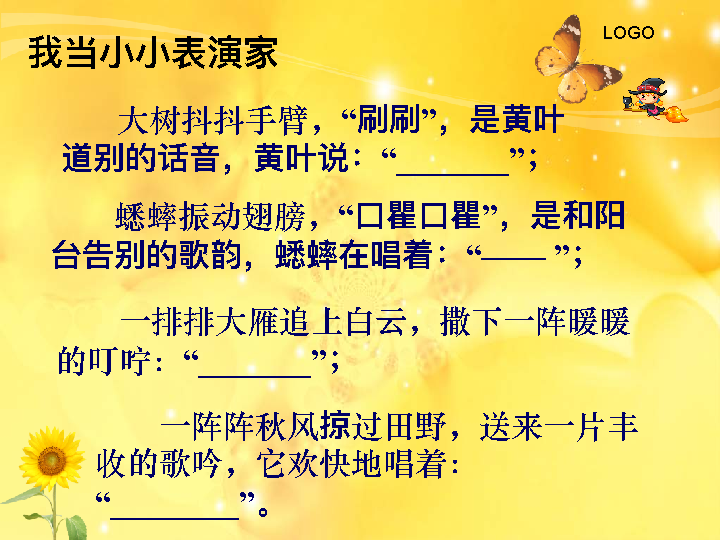 LOGO
我当小小表演家
大树抖抖手臂，“刷刷”，是黄叶
道别的话音，黄叶说：“_______”；
蟋蟀振动翅膀，“口瞿口瞿”，是和阳
台告别的歌韵，蟋蟀在唱着：“—— ”；
一排排大雁追上白云，撒下一阵暖暖
的叮咛：“_______”；
一阵阵秋风掠过田野，送来一片丰
收的歌吟，它欢快地唱着：
“________”。